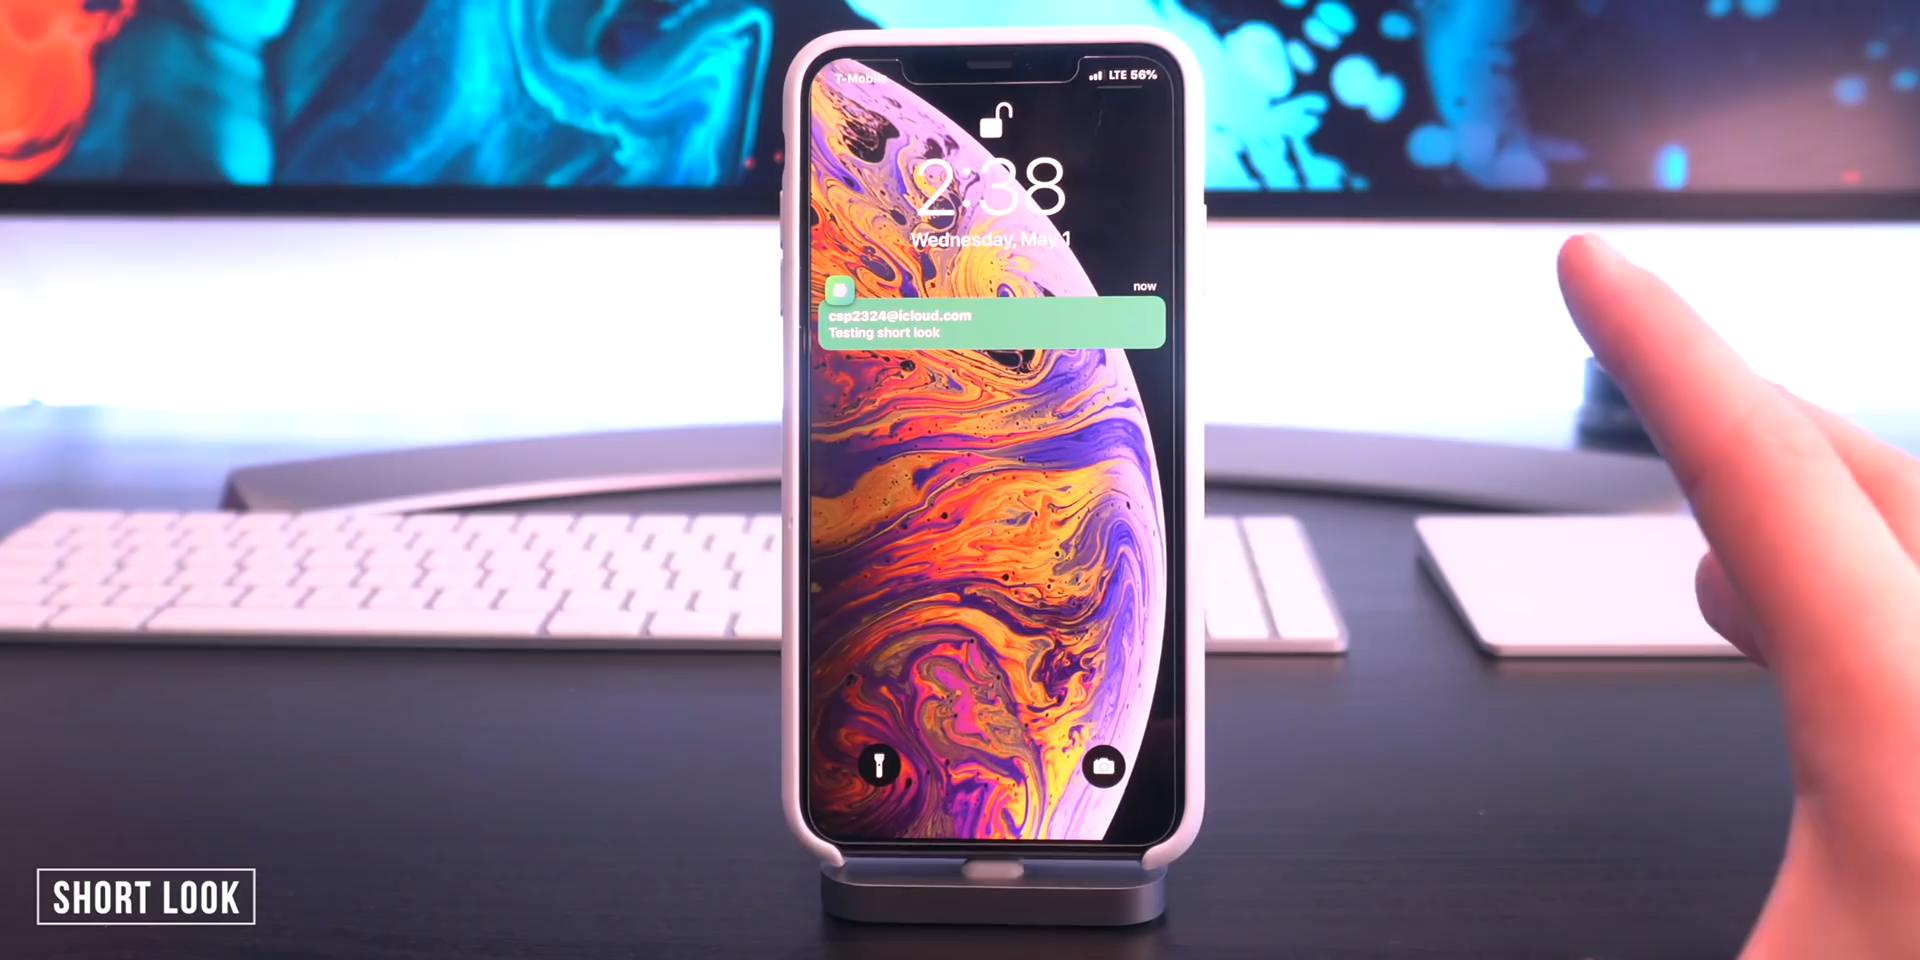 T-Mobile
LTE 56%
2:38
Wednesday, May 1
now
csp2324@icloud.com
Testing short look
SHORT LOOK